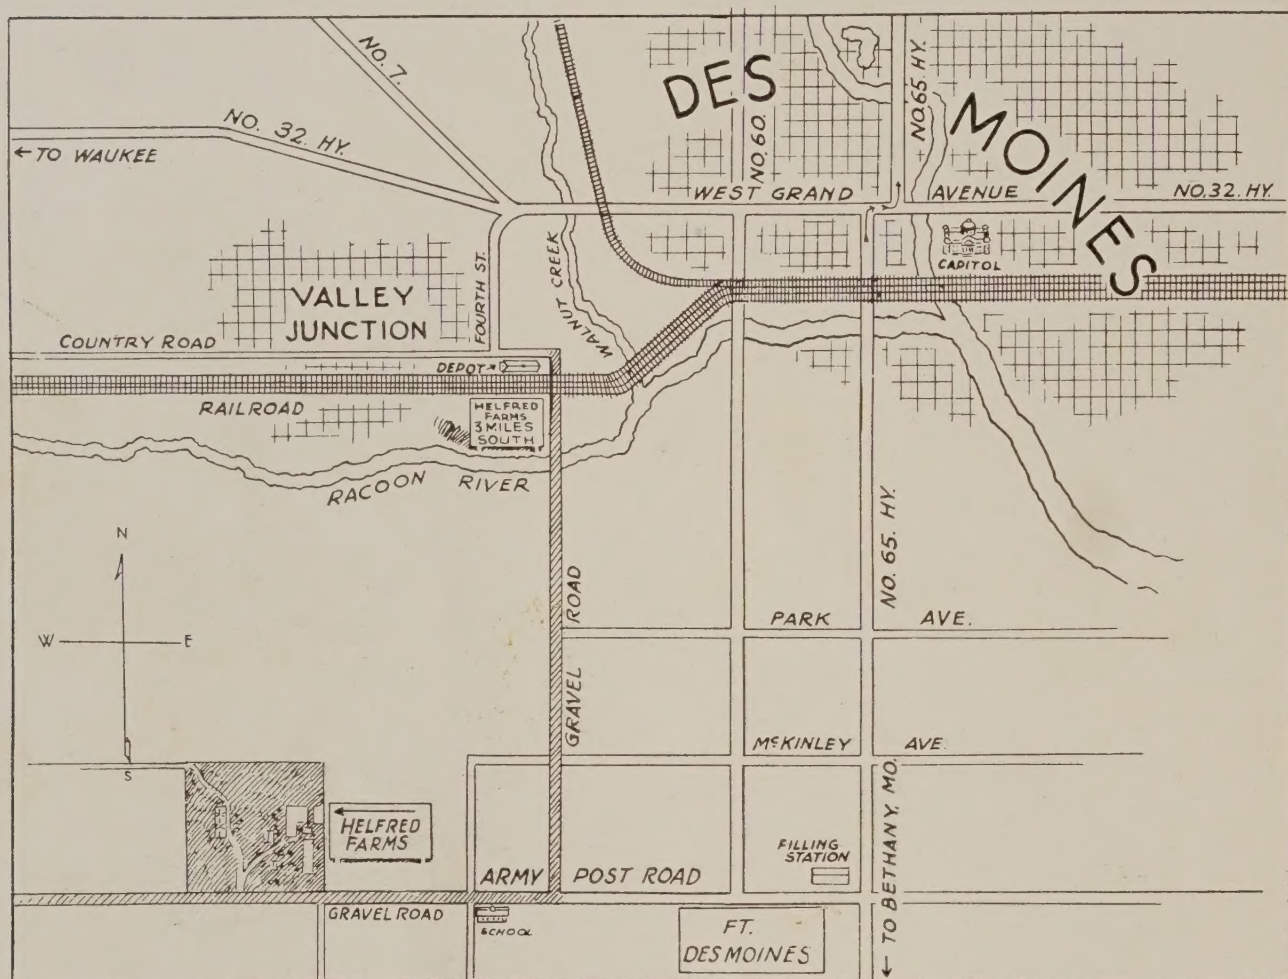 NO. 7.
NO. 32. HY.
← TO WAUKEE
DES
MOINES
NO. 60.
NO. 65. HY.
WEST GRAND AVENUE
NO. 32. HY.
CAPITOL
WALNUT CREEK
FOURTH ST.
VALLEY
JUNCTION
COUNTRY ROAD
DEPOT →
RAILROAD
HELFRED
FARMS
3 MILES
SOUTH
RACOON RIVER
N
W
E
S
GRAVEL ROAD
NO. 65. HY.
PARK AVE.
McKINLEY AVE.
HELFRED
FARMS
FILLING
STATION
ARMY POST ROAD
GRAVEL ROAD
SCHOOL
FT.
DES MOINES
← TO BETHANY, MO.